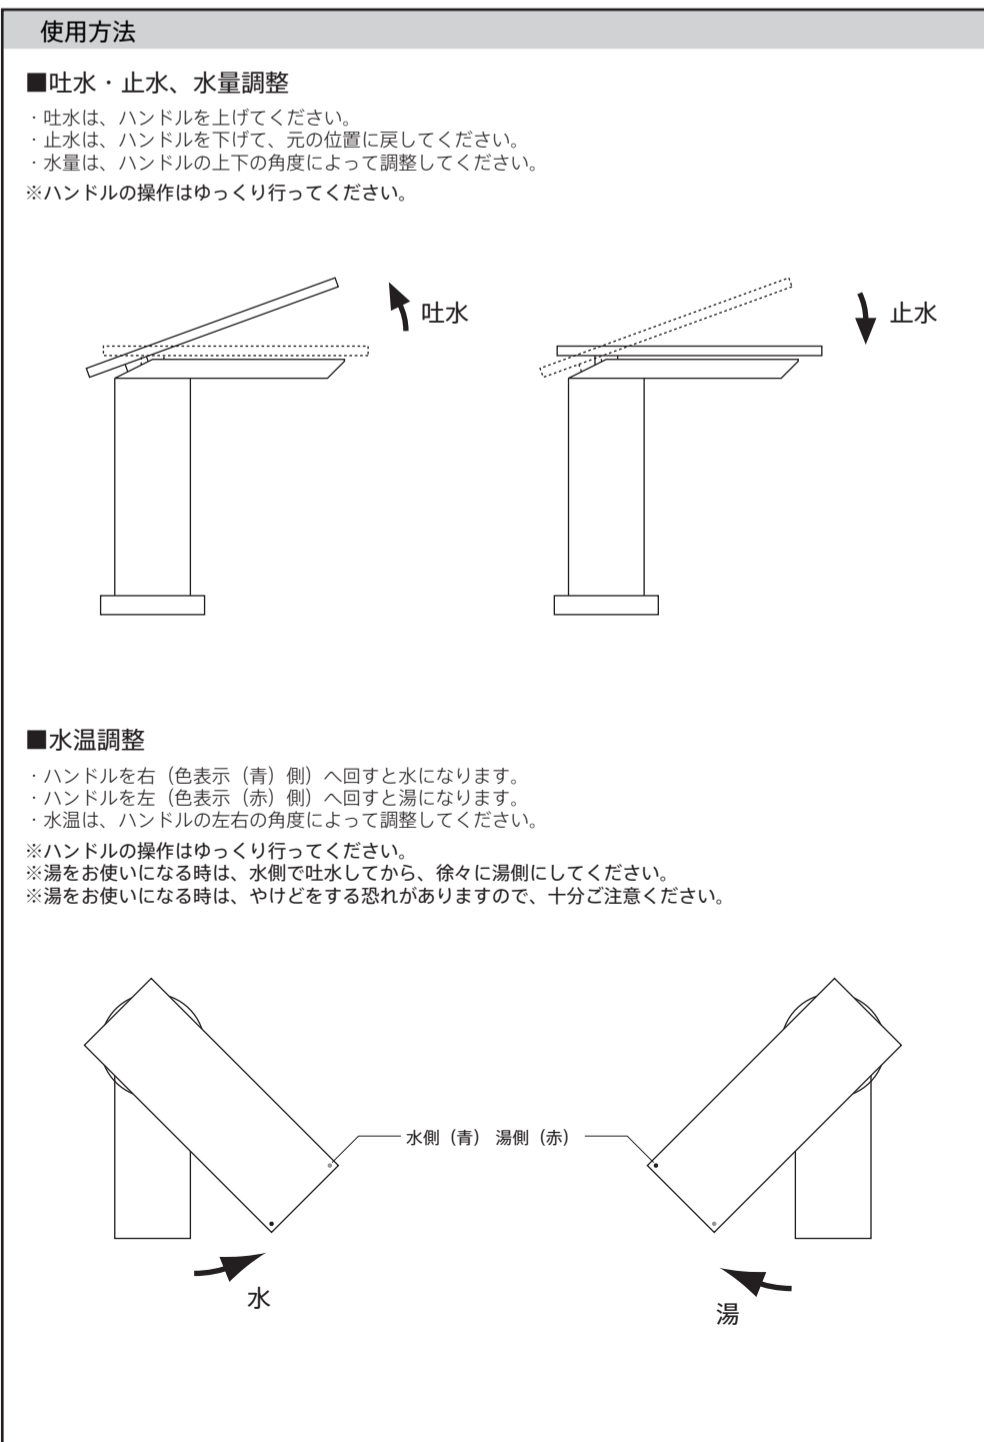 使用方法
■吐水・止水、水量調整
・吐水は、ハンドルを上げてください。
・止水は、ハンドルを下げて、元の位置に戻してください。
・水量は、ハンドルの上下の角度によって調整してください。
※ハンドルの操作はゆっくり行ってください。
吐水
止水
■水温調整
・ハンドルを右（色表示（青）側）へ回すと水になります。
・ハンドルを左（色表示（赤）側）へ回すと湯になります。
・水温は、ハンドルの左右の角度によって調整してください。
※ハンドルの操作はゆっくり行ってください。
※湯をお使いになる時は、水側で吐水してから、徐々に湯側にしてください。
※湯をお使いになる時は、やけどをする恐れがありますので、十分ご注意ください。
水側（青） 湯側（赤）
水
湯